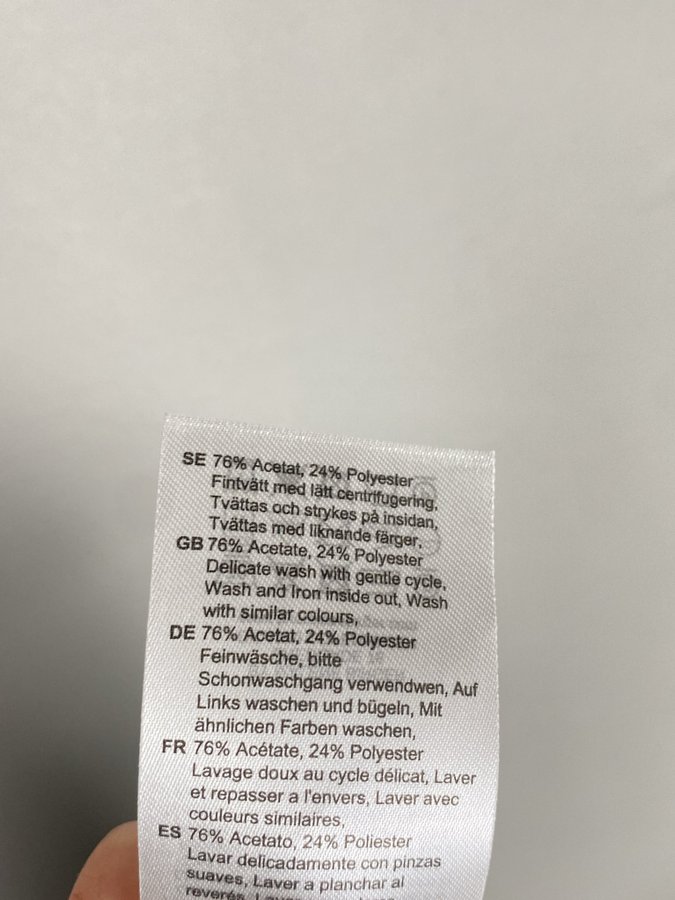 SE 76% Acetat, 24% Polyester
Fintvätt med lätt centrifugering,
Tvättas och strykes på insidan,
Tvättas med liknande färger,
GB 76% Acetate, 24% Polyester
Delicate wash with gentle cycle,
Wash and Iron inside out, Wash
with similar colours,
DE 76% Acetat, 24% Polyester
Feinwäsche, bitte
Schonwaschgang verwendwen, Auf
Links waschen und bügeln, Mit
ähnlichen Farben waschen,
FR 76% Acétate, 24% Polyester
Lavage doux au cycle délicat, Laver
et repasser a l'envers, Laver avec
couleurs similaires,
ES 76% Acetato, 24% Poliester
Lavar delicadamente con pinzas
suaves, Lavar a planchar al
reverés,